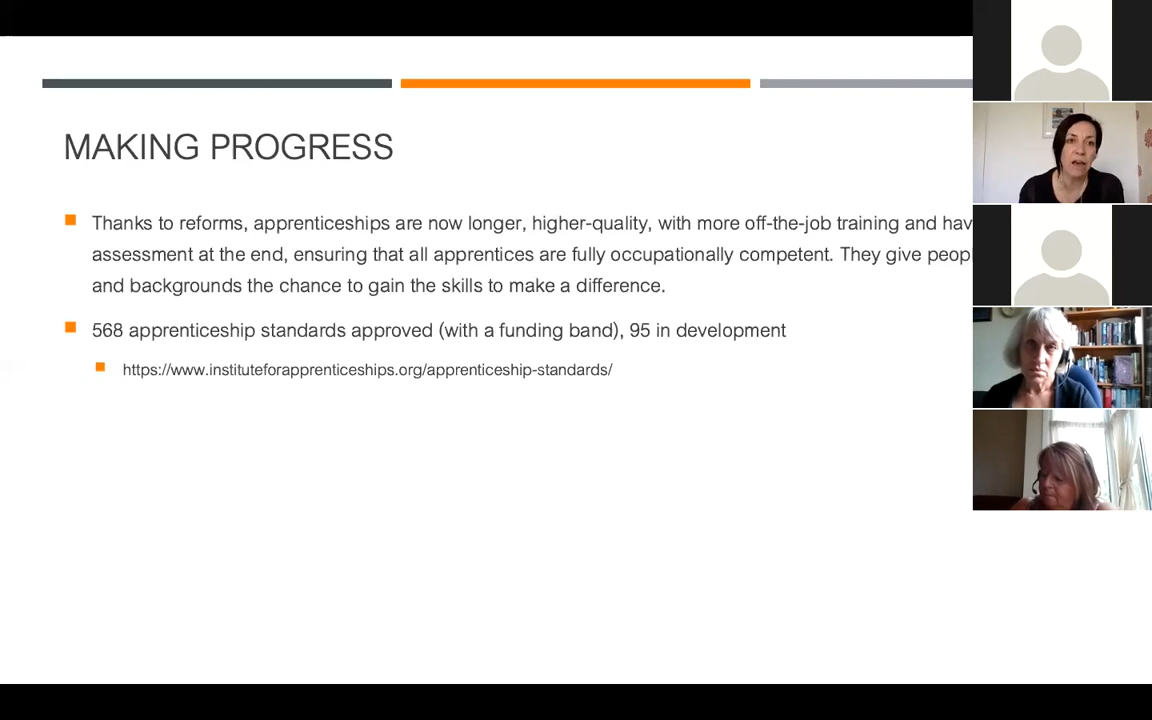 MAKING PROGRESS
Thanks to reforms, apprenticeships are now longer, higher-quality, with more off-the-job training and
assessment at the end, ensuring that all apprentices are fully occupationally competent. They give
and backgrounds the chance to gain the skills to make a difference.
568 apprenticeship standards approved (with a funding band), 95 in development
https://www.instituteforapprenticeships.org/apprenticeship-standards/